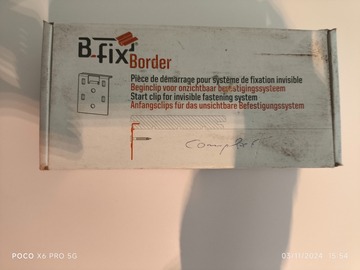 B-fix
Border
Pièce de démarrage pour système de fixation invisible
Beginclip voor onzichtbaar bevestigingssysteem
Start clip for invisible fastening system
Anfangsclips für das unsichtbare Befestigungssystem
POCO X6 PRO 5G